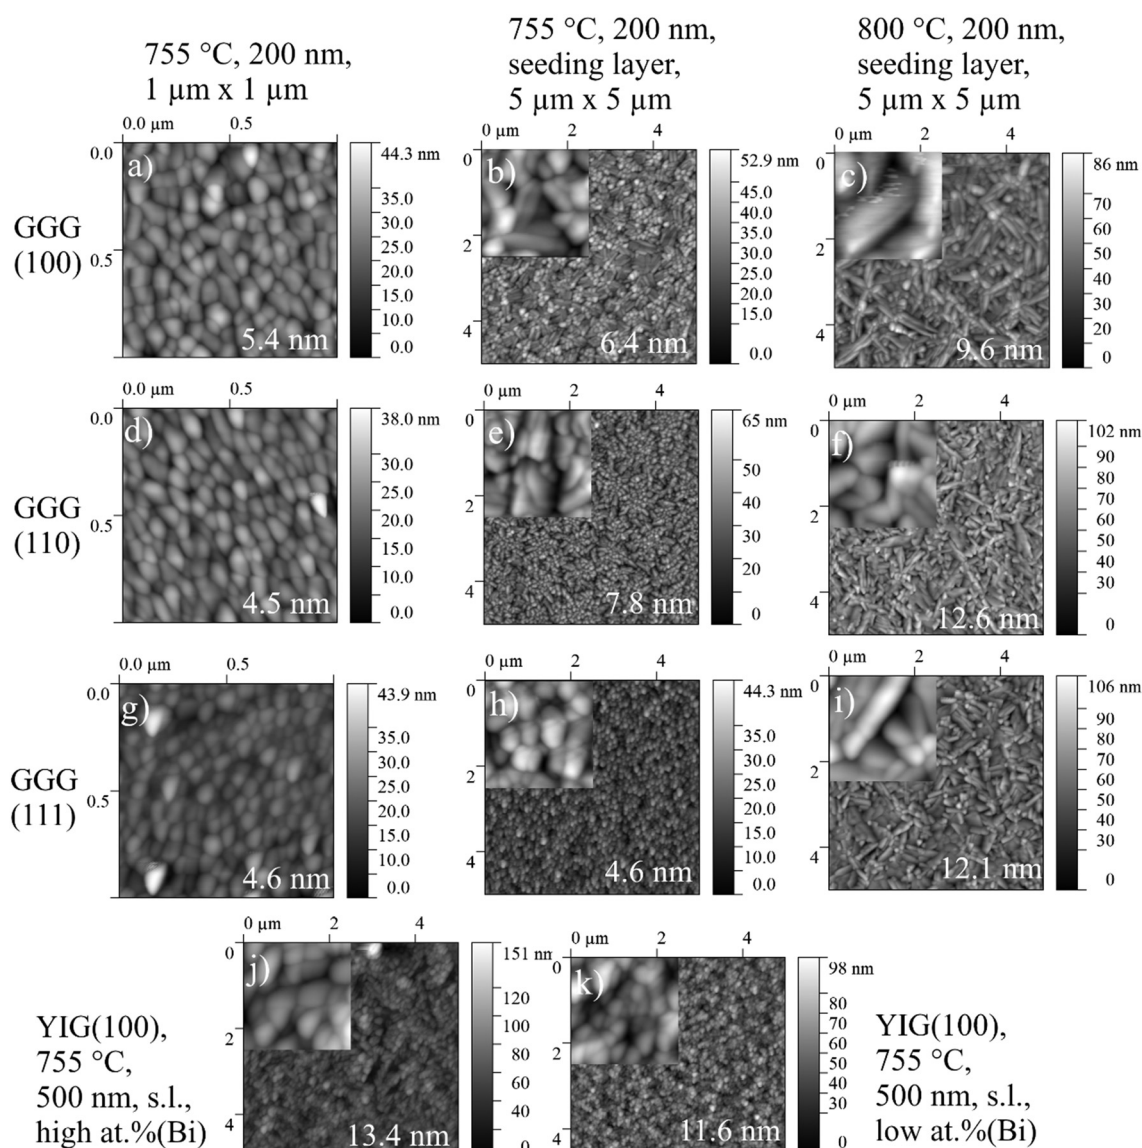 755 °C, 200 nm,
1 µm x 1 µm
755 °C, 200 nm,
seeding layer,
5 µm x 5 µm
800 °C, 200 nm,
seeding layer,
5 µm x 5 µm
GGG
(100)
0.0 µm 0.5
0.0
0.5
a)
5.4 nm
44.3 nm
35.0
30.0
25.0
20.0
15.0
10.0
0.0
0 µm 2 4
0
2
4
b)
6.4 nm
52.9 nm
45.0
40.0
35.0
30.0
25.0
20.0
15.0
0.0
0 µm 2 4
0
2
4
c)
9.6 nm
86 nm
70
60
50
40
30
20
0
GGG
(110)
0.0 µm 0.5
0.0
0.5
d)
4.5 nm
38.0 nm
30.0
25.0
20.0
15.0
10.0
0.0
0 µm 2 4
0
2
4
e)
7.8 nm
65 nm
50
40
30
20
0
0 µm 2 4
0
2
4
f)
12.6 nm
102 nm
90
80
70
60
50
40
30
0
GGG
(111)
0.0 µm 0.5
0.0
0.5
g)
4.6 nm
43.9 nm
35.0
30.0
25.0
20.0
15.0
10.0
0.0
0 µm 2 4
0
2
4
h)
4.6 nm
44.3 nm
35.0
30.0
25.0
20.0
15.0
10.0
0.0
0 µm 2 4
0
2
4
i)
12.1 nm
106 nm
90
80
70
60
50
40
30
0
YIG(100),
755 °C,
500 nm, s.l.,
high at.%(Bi)
0 µm 2 4
0
2
4
j)
13.4 nm
151 nm
120
100
80
60
40
0
0 µm 2 4
0
2
4
k)
11.6 nm
98 nm
80
70
60
50
40
30
0
YIG(100),
755 °C,
500 nm, s.l.,
low at.%(Bi)